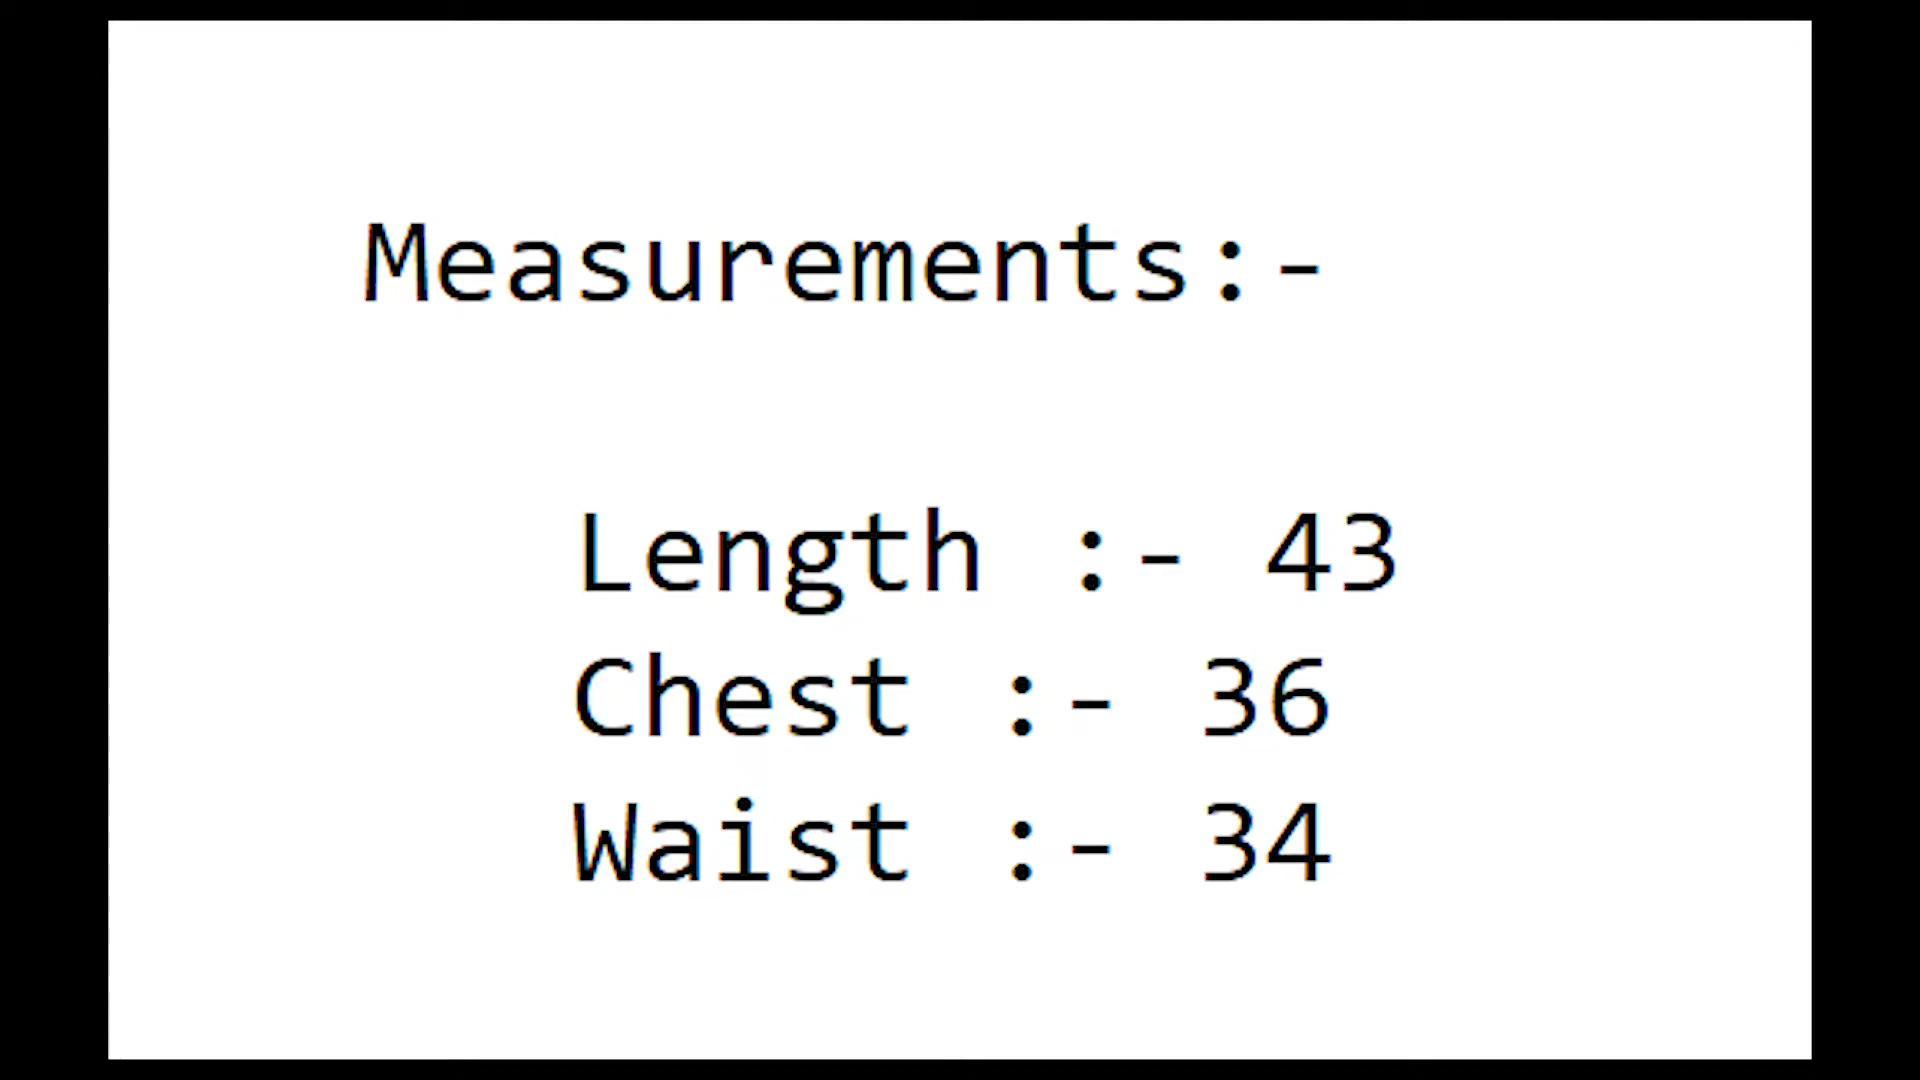 Measurements:-
Length :- 43
Chest :- 36
Waist :- 34